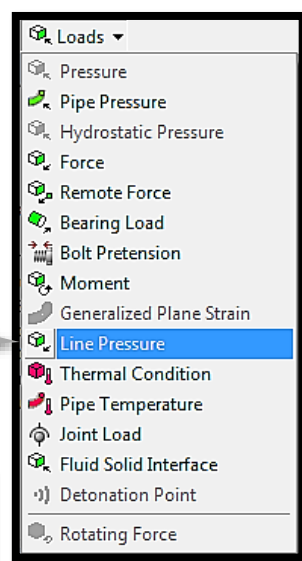 Loads
Pressure
Pipe Pressure
Hydrostatic Pressure
Force
Remote Force
Bearing Load
Bolt Pretension
Moment
Generalized Plane Strain
Line Pressure
Thermal Condition
Pipe Temperature
Joint Load
Fluid Solid Interface
Detonation Point
Rotating Force